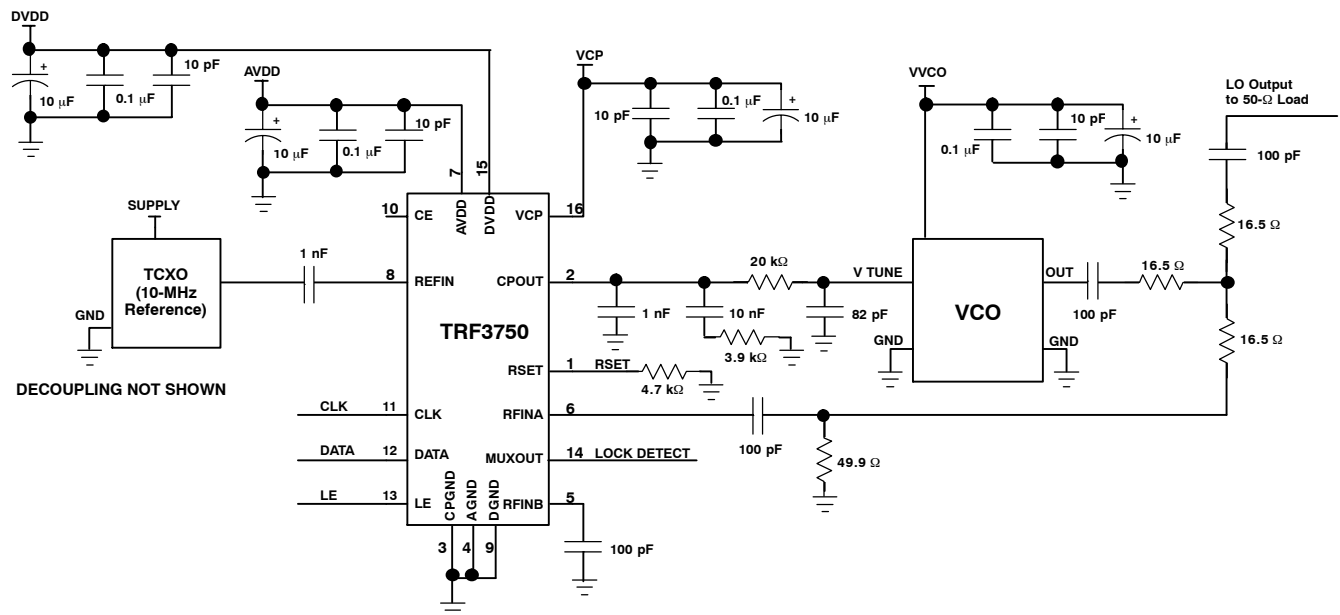 DVDD
10 μF
+
0.1 μF
10 pF
AVDD
10 μF
+
0.1 μF
10 pF
VCP
10 pF
0.1 μF
+
10 μF
VVCO
0.1 μF
10 pF
+
10 μF
LO Output
to 50-Ω Load
100 pF
16.5 Ω
SUPPLY
TCXO
(10-MHz
Reference)
GND
DECOUPLING NOT SHOWN
1 nF
7
15
10
CE
AVDD
DVDD
VCP
16
8
REFIN
CPOUT
2
TRF3750
1 nF
10 nF
20 kΩ
82 pF
3.9 kΩ
V TUNE
VCO
OUT
GND
GND
100 pF
16.5 Ω
16.5 Ω
RSET
1
RSET
4.7 kΩ
CLK
11
CLK
RFINA
6
100 pF
49.9 Ω
DATA
12
DATA
MUXOUT
14
LOCK DETECT
LE
13
LE
CPGND
AGND
DGND
RFINB
5
100 pF
3
4
9